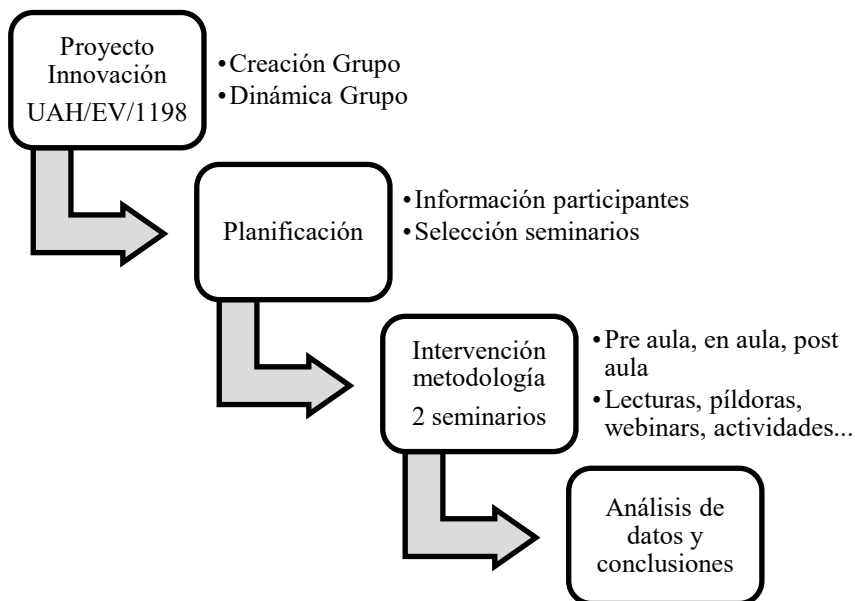 Proyecto
Innovación
UAH/EV/1198
•Creación Grupo
•Dinámica Grupo
Planificación
•Información participantes
•Selección seminarios
Intervención
metodología
2 seminarios
•Pre aula, en aula, post
aula
•Lecturas, píldoras,
webinars, actividades...
Análisis de
datos y
conclusiones